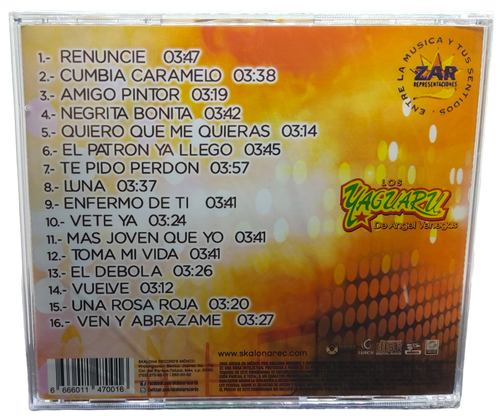 1.- RENUNCIE 03:47
2.- CUMBIA CARAMELO 03:38
3.- AMIGO PINTOR 03:19
4.- NEGRITA BONITA 03:42
5.- QUIERO QUE ME QUIERAS 03:14
6.- EL PATRON YA LLEGO 03:45
7.- TE PIDO PERDON 03:57
8.- LUNA 03:37
9.- ENFERMO DE TI 03:41
10.- VETE YA 03:24
11.- MAS JOVEN QUE YO 03:41
12.- TOMA MI VIDA 03:41
13.- EL DEBOLA 03:26
14.- VUELVE 03:12
15.- UNA ROSA ROJA 03:20
16.- VEN Y ABRAZAME 03:27
ENTRE LA MUSICA Y TUS SENTIDOS
ZAR
REPRESENTACIONES
LOS
YAGUARU
De Angel Venegas
6 666011 470016
SKALONA RECORDS MÉXICO
www.skalonarec.com